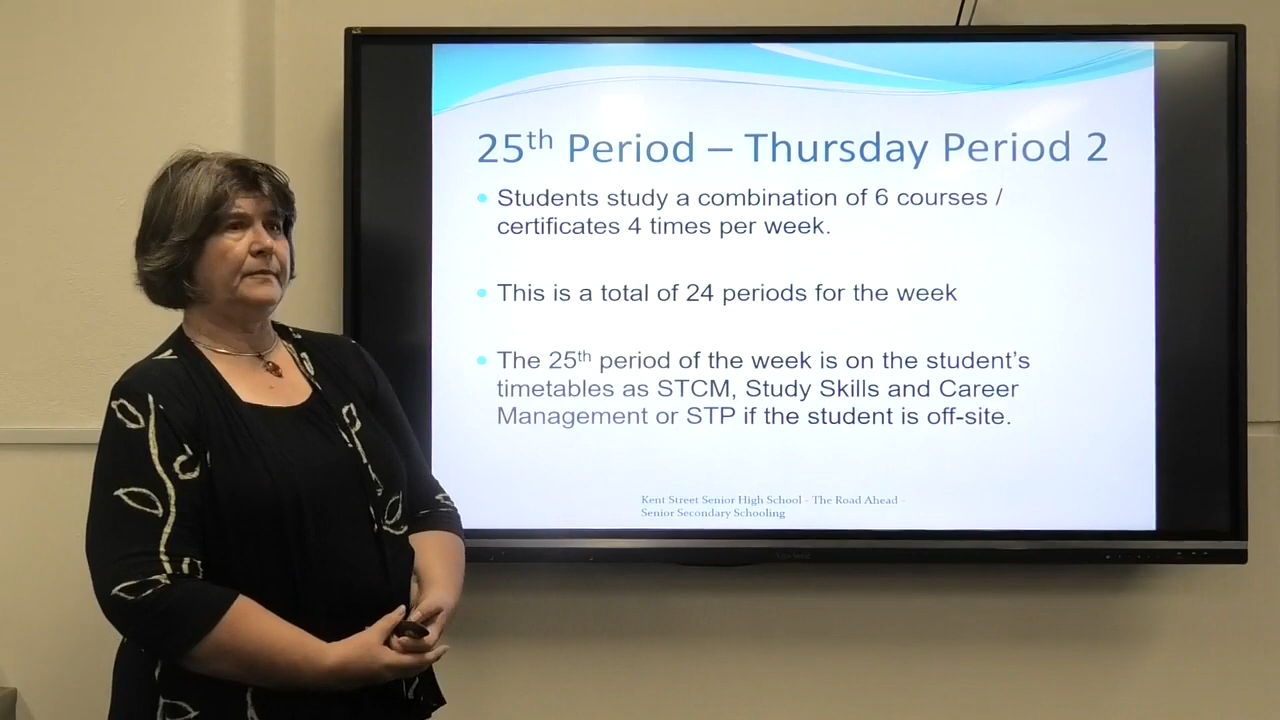 25th Period – Thursday Period 2
• Students study a combination of 6 courses /
certificates 4 times per week.
• This is a total of 24 periods for the week
• The 25th period of the week is on the student's
timetables as STCM, Study Skills and Career
Management or STP if the student is off-site.
Kent Street Senior High School - The Road Ahead -
Senior Secondary Schooling